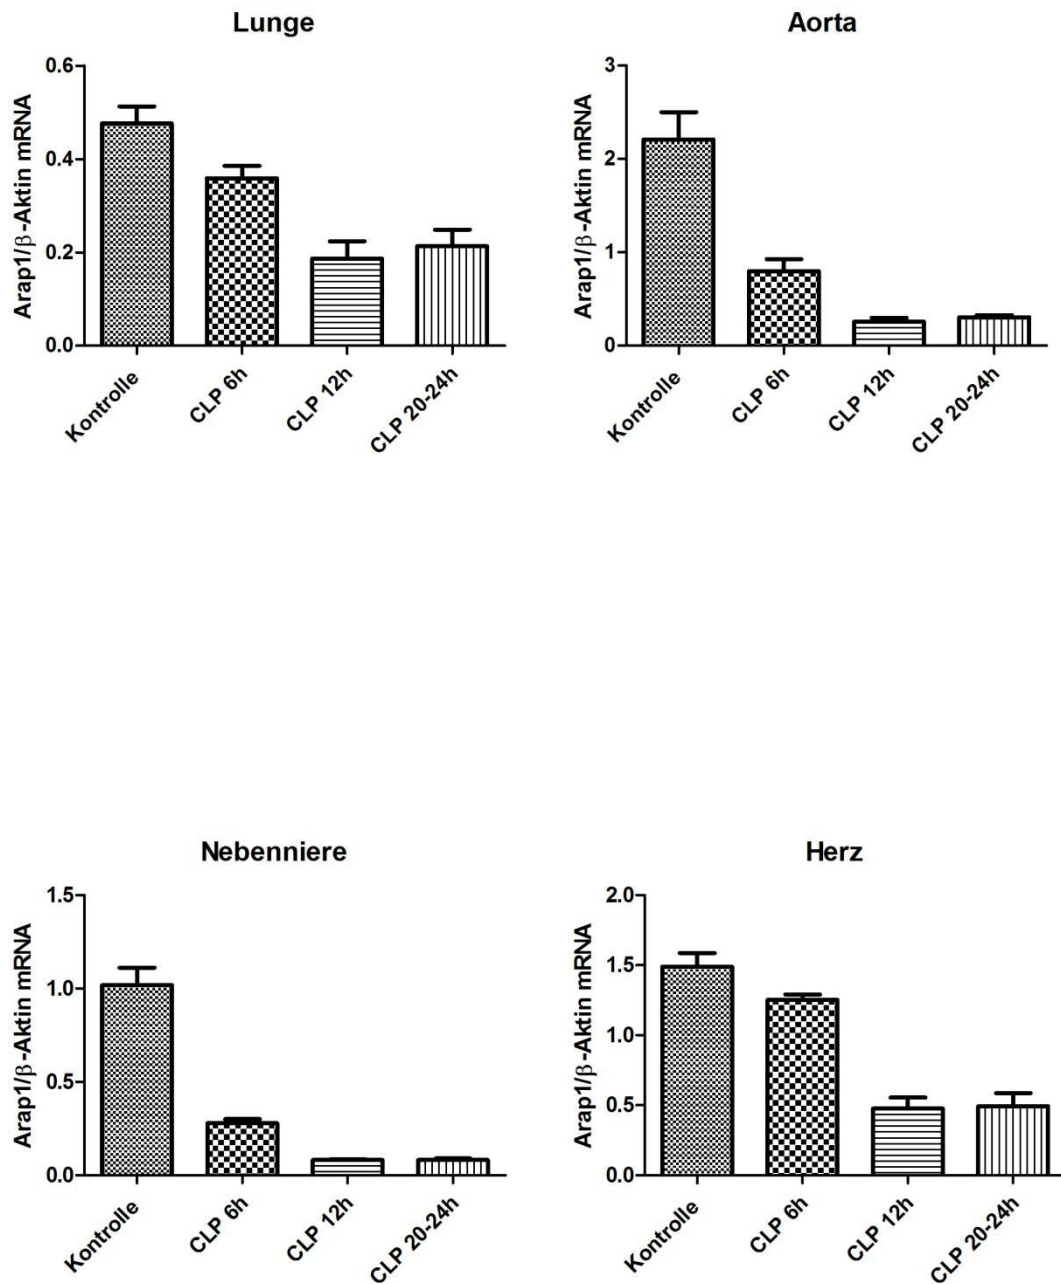 Lunge
Arap1/β-Aktin mRNA
0.6
0.4
0.2
0.0
Kontrolle
CLP 6h
CLP 12h
CLP 20-24h
Aorta
Arap1/β-Aktin mRNA
3
2
1
0
Kontrolle
CLP 6h
CLP 12h
CLP 20-24h
Nebenniere
Arap1/β-Aktin mRNA
1.5
1.0
0.5
0.0
Kontrolle
CLP 6h
CLP 12h
CLP 20-24h
Herz
Arap1/β-Aktin mRNA
2.0
1.5
1.0
0.5
0.0
Kontrolle
CLP 6h
CLP 12h
CLP 20-24h